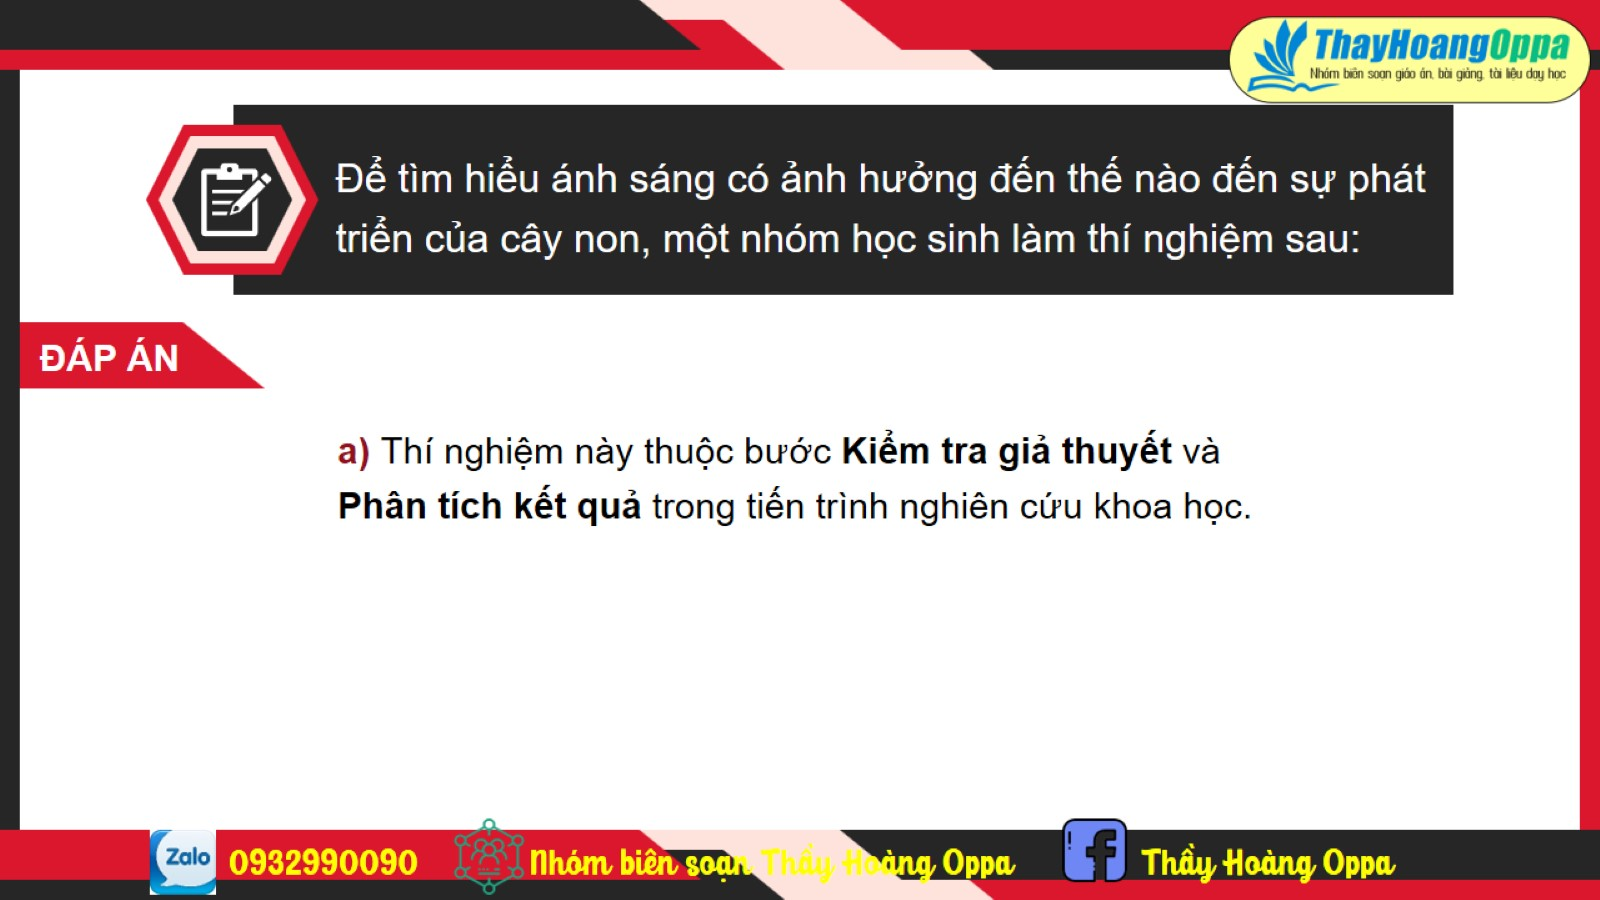 ThayHoangOppa
Nhóm biên soạn giáo án, bài giảng, tài liệu dạy học
Để tìm hiểu ánh sáng có ảnh hưởng đến thế nào đến sự phát
triển của cây non, một nhóm học sinh làm thí nghiệm sau:
ĐÁP ÁN
a) Thí nghiệm này thuộc bước Kiểm tra giả thuyết và
Phân tích kết quả trong tiến trình nghiên cứu khoa học.
Zalo 0932990090 Nhóm biên soạn Thầy Hoàng Oppa Thầy Hoàng Oppa